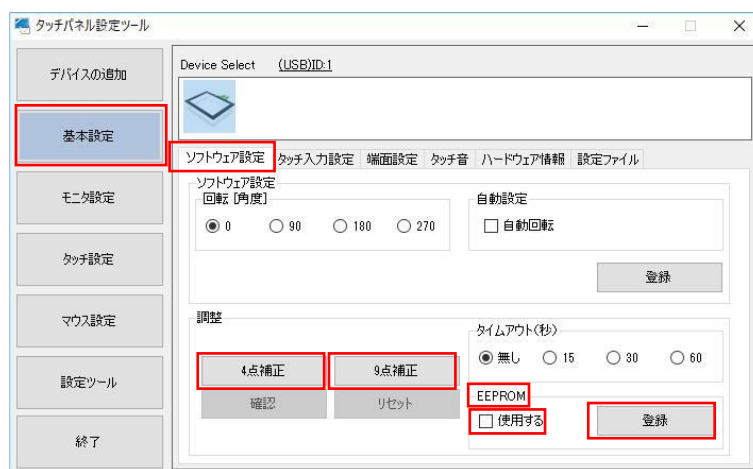 タッチパネル設定ツール
デバイスの追加
基本設定
モニタ設定
タッチ設定
マウス設定
設定ツール
終了
Device Select (USB)ID:1
ソフトウェア設定 タッチ入力設定 端面設定 タッチ音 ハードウェア情報 設定ファイル
ソフトウェア設定
回転 [角度]
0 90 180 270
自動設定
自動回転
登録
調整
4点補正 9点補正
確認 リセット
タイムアウト(秒)
無し 15 30 60
EEPROM
使用する
登録